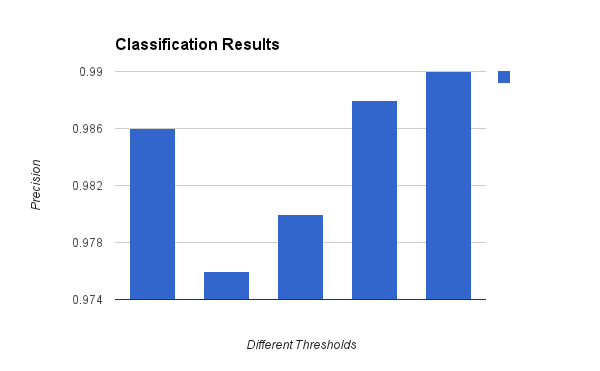 Classification Results
0.99
0.986
0.982
0.978
0.974
Precision
Different Thresholds